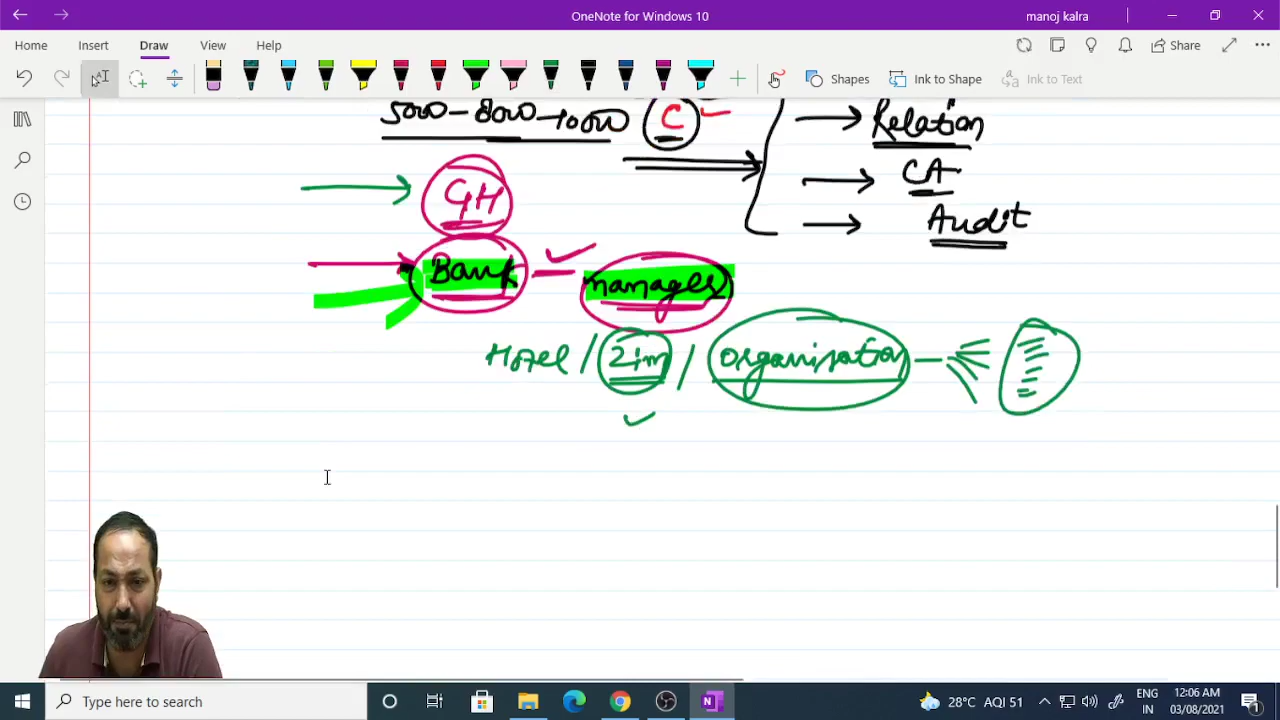 OneNote for Windows 10
manoj kalra
Home Insert Draw View Help
Share
Shapes
Ink to Shape
Ink to Text
5000-8000-10000 C
Relation
CA
Audit
GH
Bank - manager
Hotel / Zim / organisation -
Type here to search
28°C AQI 51
ENG
IN
12:06 AM
03/08/2021
1